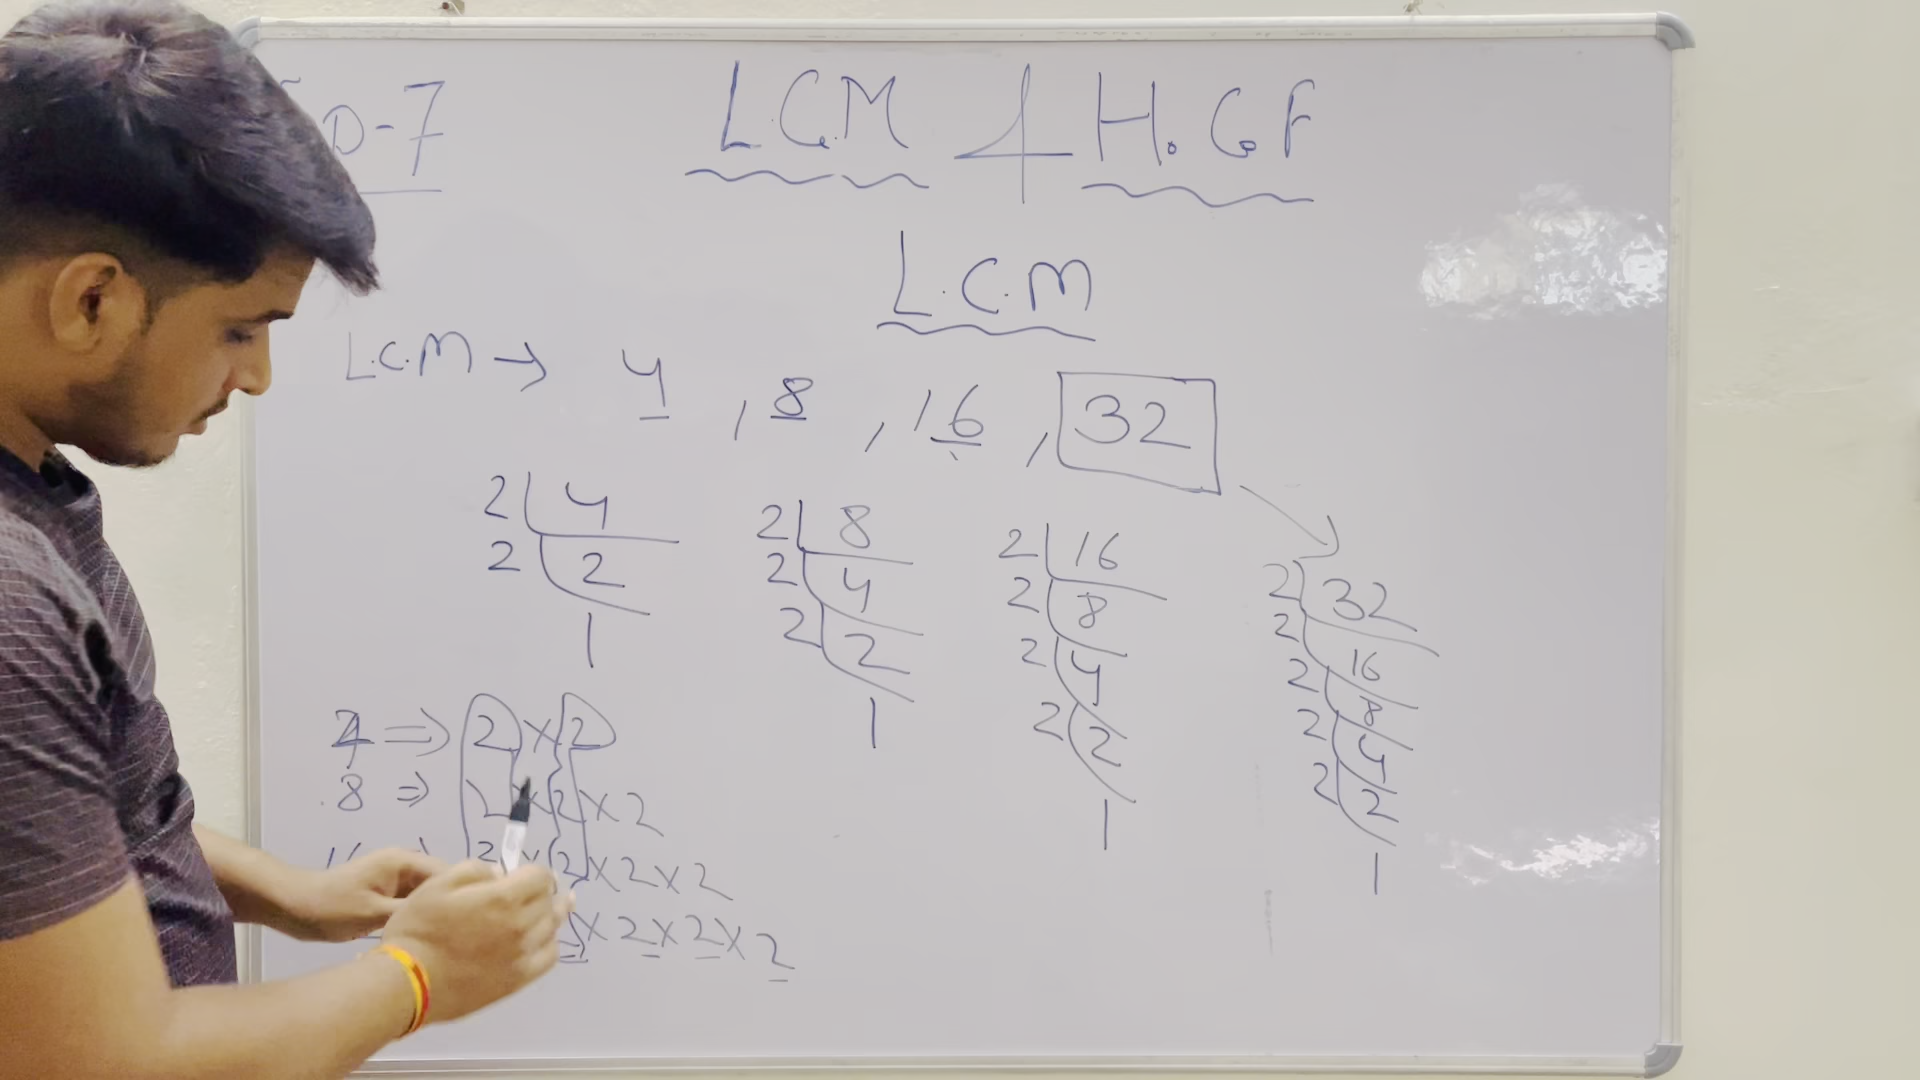 D-7
L.C.M & H.C.F
L.C.M
L.C.M → 4 , 8 , 16 , 32
2 4
2 2
1
2 8
2 4
2 2
1
2 16
2 8
2 4
2 2
1
2 32
2 16
2 8
2 4
2 2
1
4 ⇒ 2 × 2
8 ⇒ 2 × 2 × 2
16 ⇒ 2 × 2 × 2 × 2
× 2 × 2 × 2